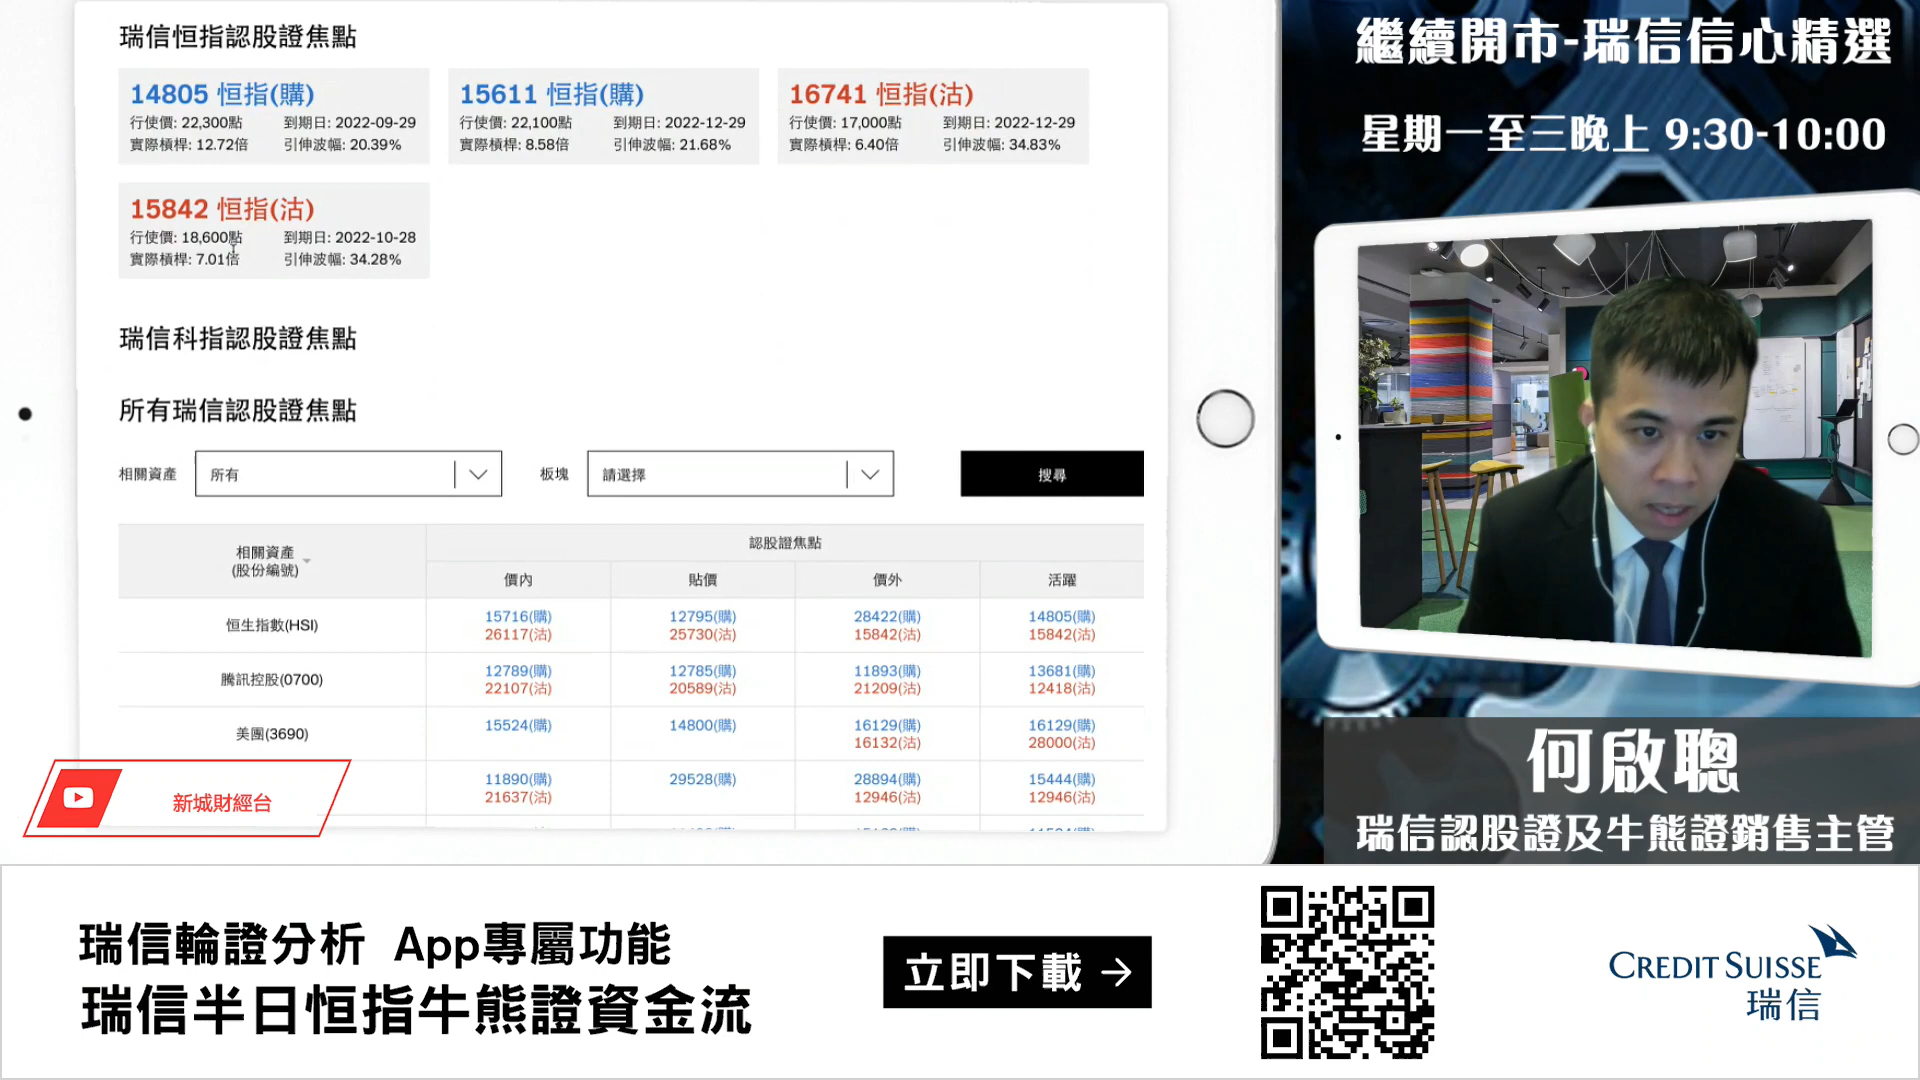 瑞信恒指認股證焦點
14805 恒指(購)
行使價: 22,300點 到期日: 2022-09-29
實際槓桿: 12.72倍 引伸波幅: 20.39%
15611 恒指(購)
行使價: 22,100點 到期日: 2022-12-29
實際槓桿: 8.58倍 引伸波幅: 21.68%
16741 恒指(沽)
行使價: 17,000點 到期日: 2022-12-29
實際槓桿: 6.40倍 引伸波幅: 34.83%
15842 恒指(沽)
行使價: 18,600點 到期日: 2022-10-28
實際槓桿: 7.01倍 引伸波幅: 34.28%
瑞信科指認股證焦點
所有瑞信認股證焦點
相關資產 所有 板塊 請選擇 搜尋
相關資產
(股份編號)
認股證焦點
價內 貼價 價外 活躍
恒生指數(HSI)
15716(購) 12795(購) 28422(購) 14805(購)
26117(沽) 25730(沽) 15842(沽) 15842(沽)
騰訊控股(0700)
12789(購) 12785(購) 11893(購) 13681(購)
22107(沽) 20589(沽) 21209(沽) 12418(沽)
美團(3690)
15524(購) 14800(購) 16129(購) 16129(購)
16132(沽) 28000(沽)
11890(購) 29528(購) 28894(購) 15444(購)
21637(沽) 12946(沽) 12946(沽)
新城財經台
繼續開市-瑞信信心精選
星期一至三晚上 9:30-10:00
何啟聰
瑞信認股證及牛熊證銷售主管
瑞信輪證分析 App專屬功能
瑞信半日恒指牛熊證資金流
立即下載 →
CREDIT SUISSE
瑞信